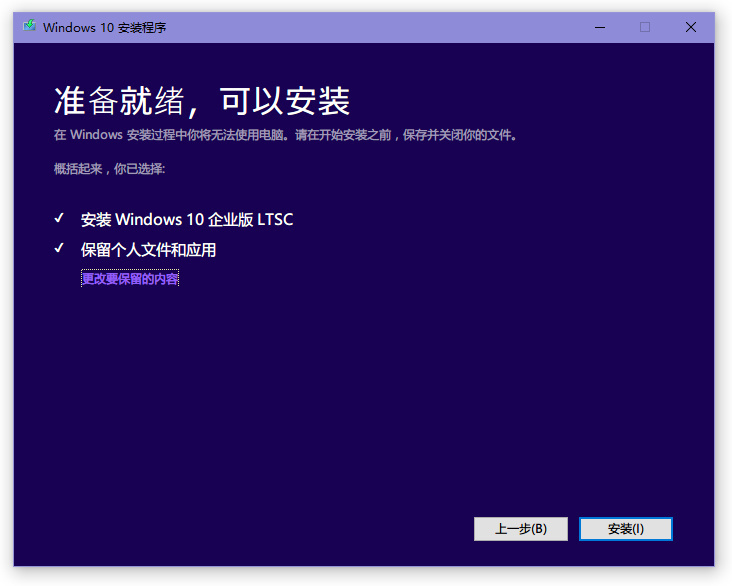 Windows 10 安装程序
准备就绪，可以安装
在 Windows 安装过程中你将无法使用电脑。请在开始安装之前，保存并关闭你的文件。
概括起来，你已选择:
✓ 安装 Windows 10 企业版 LTSC
✓ 保留个人文件和应用
更改要保留的内容
上一步(B) 安装(I)